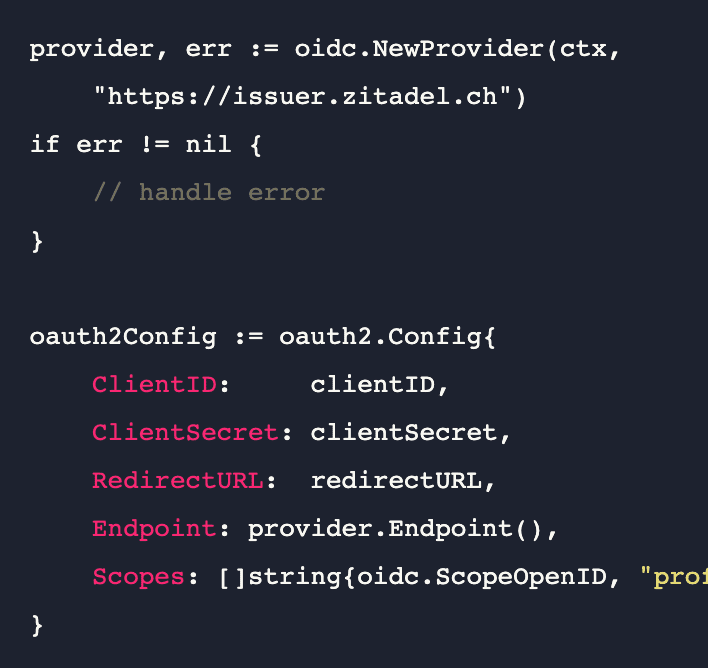 provider, err := oidc.NewProvider(ctx,
    "https://issuer.zitadel.ch")
if err != nil {
    // handle error
}
oauth2Config := oauth2.Config{
    ClientID:     clientID,
    ClientSecret: clientSecret,
    RedirectURL:  redirectURL,
    Endpoint: provider.Endpoint(),
    Scopes: []string{oidc.ScopeOpenID,
}